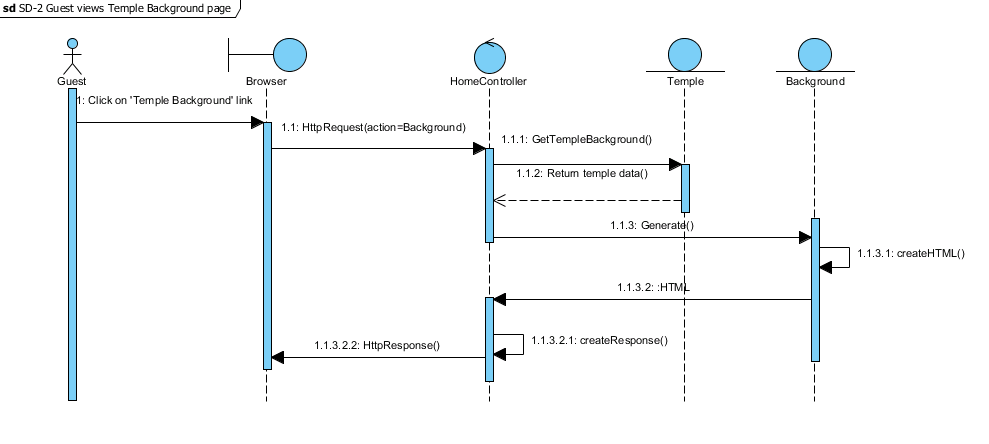 sd SD-2 Guest views Temple Background page
Guest
Browser
HomeController
Temple
Background
1: Click on 'Temple Background' link
1.1: HttpRequest(action=Background)
1.1.1: GetTempleBackground()
1.1.2: Return temple data()
1.1.3: Generate()
1.1.3.1: createHTML()
1.1.3.2: :HTML
1.1.3.2.1: createResponse()
1.1.3.2.2: HttpResponse()